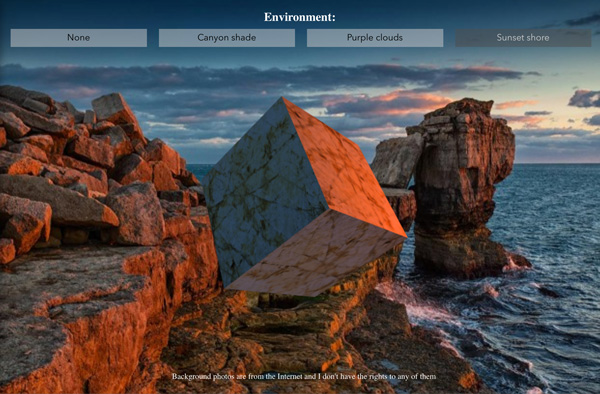 Environment:
None
Canyon shade
Purple clouds
Sunset shore
Background photos are from the Internet and I don't have the rights to any of them